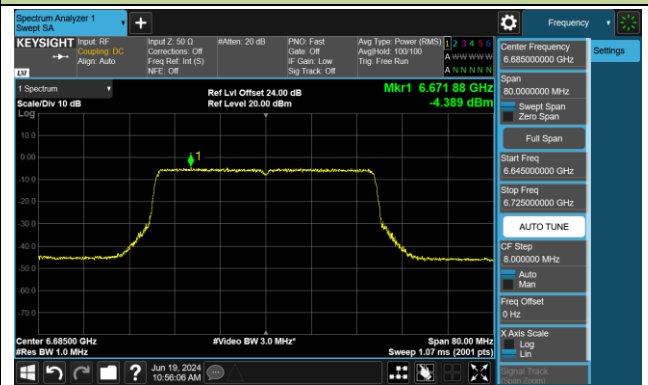 Spectrum Analyzer 1
Swept SA
Frequency
KEYSIGHT
Input: RF
Coupling: DC
Align: Auto
Input Z: 50 Ω
Corrections: Off
Freq Ref: Int (S)
NFE: Off
#Atten: 20 dB
PNO: Fast
Gate: Off
IF Gain: Low
Sig Track: Off
Avg Type: Power (RMS)
Avg|Hold: 100/100
Trig: Free Run
1 2 3 4 5 6
A W W W W W
A N N N N N
LXI
1 Spectrum
Scale/Div 10 dB
Log
Ref Lvl Offset 24.00 dB
Ref Level 20.00 dBm
Mkr1 6.671 88 GHz
-4.389 dBm
1
10.0
0.00
-10.0
-20.0
-30.0
-40.0
-50.0
-60.0
-70.0
Center 6.68500 GHz
#Res BW 1.0 MHz
#Video BW 3.0 MHz*
Span 80.00 MHz
Sweep 1.07 ms (2001 pts)
Jun 19, 2024
10:56:06 AM
Settings
Center Frequency
6.685000000 GHz
Span
80.0000000 MHz
Swept Span
Zero Span
Full Span
Start Freq
6.645000000 GHz
Stop Freq
6.725000000 GHz
AUTO TUNE
CF Step
8.000000 MHz
Auto
Man
Freq Offset
0 Hz
X Axis Scale
Log
Lin
Signal Track
(Span Zoom)